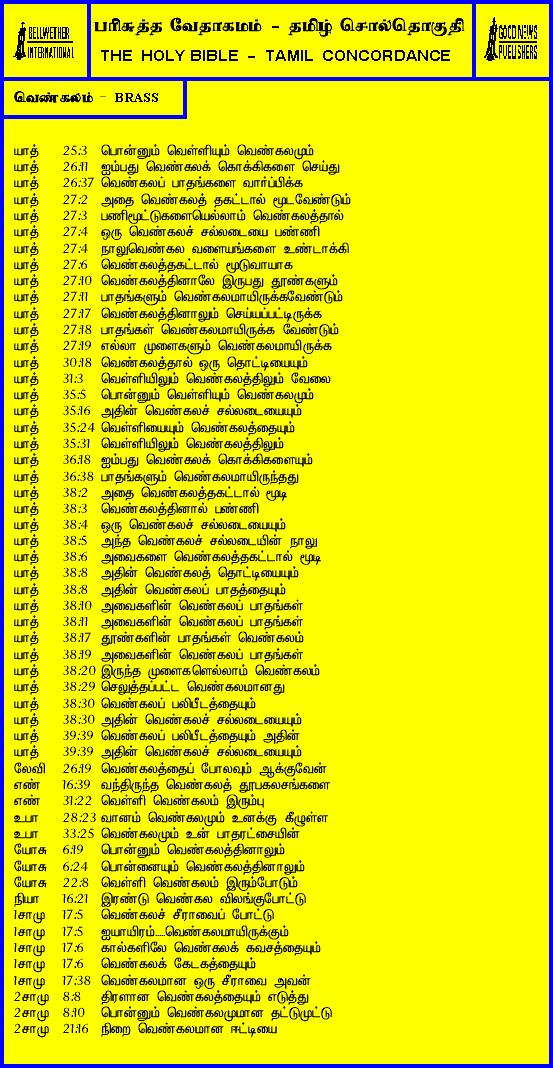 BELLWETHER
INTERNATIONAL
பரிசுத்த வேதாகமம் - தமிழ் சொல்தொகுதி
THE HOLY BIBLE - TAMIL CONCORDANCE
GOOD NEWS
PUBLISHERS
வெண்கலம் - BRASS
யாத் 25:3 பொன்னும் வெள்ளியும் வெண்கலமும்
யாத் 26:11 ஐம்பது வெண்கலக் கொக்கிகளை செய்து
யாத் 26:37 வெண்கலப் பாதங்களை வார்ப்பிக்க
யாத் 27:2 அதை வெண்கலத் தகட்டால் மூடவேண்டும்
யாத் 27:3 பணிமூட்டுகளையெல்லாம் வெண்கலத்தால்
யாத் 27:4 ஒரு வெண்கலச் சல்லடையை பண்ணி
யாத் 27:4 நாலுவெண்கல வளையங்களை உண்டாக்கி
யாத் 27:6 வெண்கலத்தகட்டால் மூடுவாயாக
யாத் 27:10 வெண்கலத்தினாலே இருபது தூண்களும்
யாத் 27:11 பாதங்களும் வெண்கலமாயிருக்கவேண்டும்
யாத் 27:17 வெண்கலத்தினாலும் செய்யப்பட்டிருக்க
யாத் 27:18 பாதங்கள் வெண்கலமாயிருக்க வேண்டும்
யாத் 27:19 எல்லா முளைகளும் வெண்கலமாயிருக்க
யாத் 30:18 வெண்கலத்தால் ஒரு தொட்டியையும்
யாத் 31:3 வெள்ளியிலும் வெண்கலத்திலும் வேலை
யாத் 35:5 பொன்னும் வெள்ளியும் வெண்கலமும்
யாத் 35:16 அதின் வெண்கலச் சல்லடையையும்
யாத் 35:24 வெள்ளியையும் வெண்கலத்தையும்
யாத் 35:31 வெள்ளியிலும் வெண்கலத்திலும்
யாத் 36:18 ஐம்பது வெண்கலக் கொக்கிகளையும்
யாத் 36:38 பாதங்களும் வெண்கலமாயிருந்தது
யாத் 38:2 அதை வெண்கலத்தகட்டால் மூடி
யாத் 38:3 வெண்கலத்தினால் பண்ணி
யாத் 38:4 ஒரு வெண்கலச் சல்லடையையும்
யாத் 38:5 அந்த வெண்கலச் சல்லடையின் நாலு
யாத் 38:6 அவைகளை வெண்கலத்தகட்டால் மூடி
யாத் 38:8 அதின் வெண்கலத் தொட்டியையும்
யாத் 38:8 அதின் வெண்கலப் பாதத்தையும்
யாத் 38:10 அவைகளின் வெண்கலப் பாதங்கள்
யாத் 38:11 அவைகளின் வெண்கலப் பாதங்கள்
யாத் 38:17 தூண்களின் பாதங்கள் வெண்கலம்
யாத் 38:19 அவைகளின் வெண்கலப் பாதங்கள்
யாத் 38:20 இருந்த முளைகளெல்லாம் வெண்கலம்
யாத் 38:29 செலுத்தப்பட்ட வெண்கலமானது
யாத் 38:30 வெண்கலப் பலிபீடத்தையும்
யாத் 38:30 அதின் வெண்கலச் சல்லடையையும்
யாத் 39:39 வெண்கலப் பலிபீடத்தையும் அதின்
யாத் 39:39 அதின் வெண்கலச் சல்லடையையும்
லேவி 26:19 வெண்கலத்தைப் போலவும் ஆக்குவேன்
எண் 16:39 வந்திருந்த வெண்கலத் தூபகலசங்களை
எண் 31:22 வெள்ளி வெண்கலம் இரும்பு
உபா 28:23 வானம் வெண்கலமும் உனக்கு கீழுள்ள
உபா 33:25 வெண்கலமும் உன் பாதரட்சையின்
யோசு 6:19 பொன்னும் வெண்கலத்தினாலும்
யோசு 6:24 பொன்னையும் வெண்கலத்தினாலும்
யோசு 22:8 வெள்ளி வெண்கலம் இரும்போடும்
நியா 16:21 இரண்டு வெண்கல விலங்குபோட்டு
1சாமு 17:5 வெண்கலச் சீராவைப் போட்டு
1சாமு 17:5 ஐயாயிரம்.....வெண்கலமாயிருக்கும்
1சாமு 17:6 கால்களிலே வெண்கலக் கவசத்தையும்
1சாமு 17:6 வெண்கலக் கேடகத்தையும்
1சாமு 17:38 வெண்கலமான ஒரு சீராவை அவன்
2சாமு 8:8 திரளான வெண்கலத்தையும் எடுத்து
2சாமு 8:10 பொன்னும் வெண்கலமுமான தட்டுமுட்டு
2சாமு 21:16 நிறை வெண்கலமான ஈட்டியை